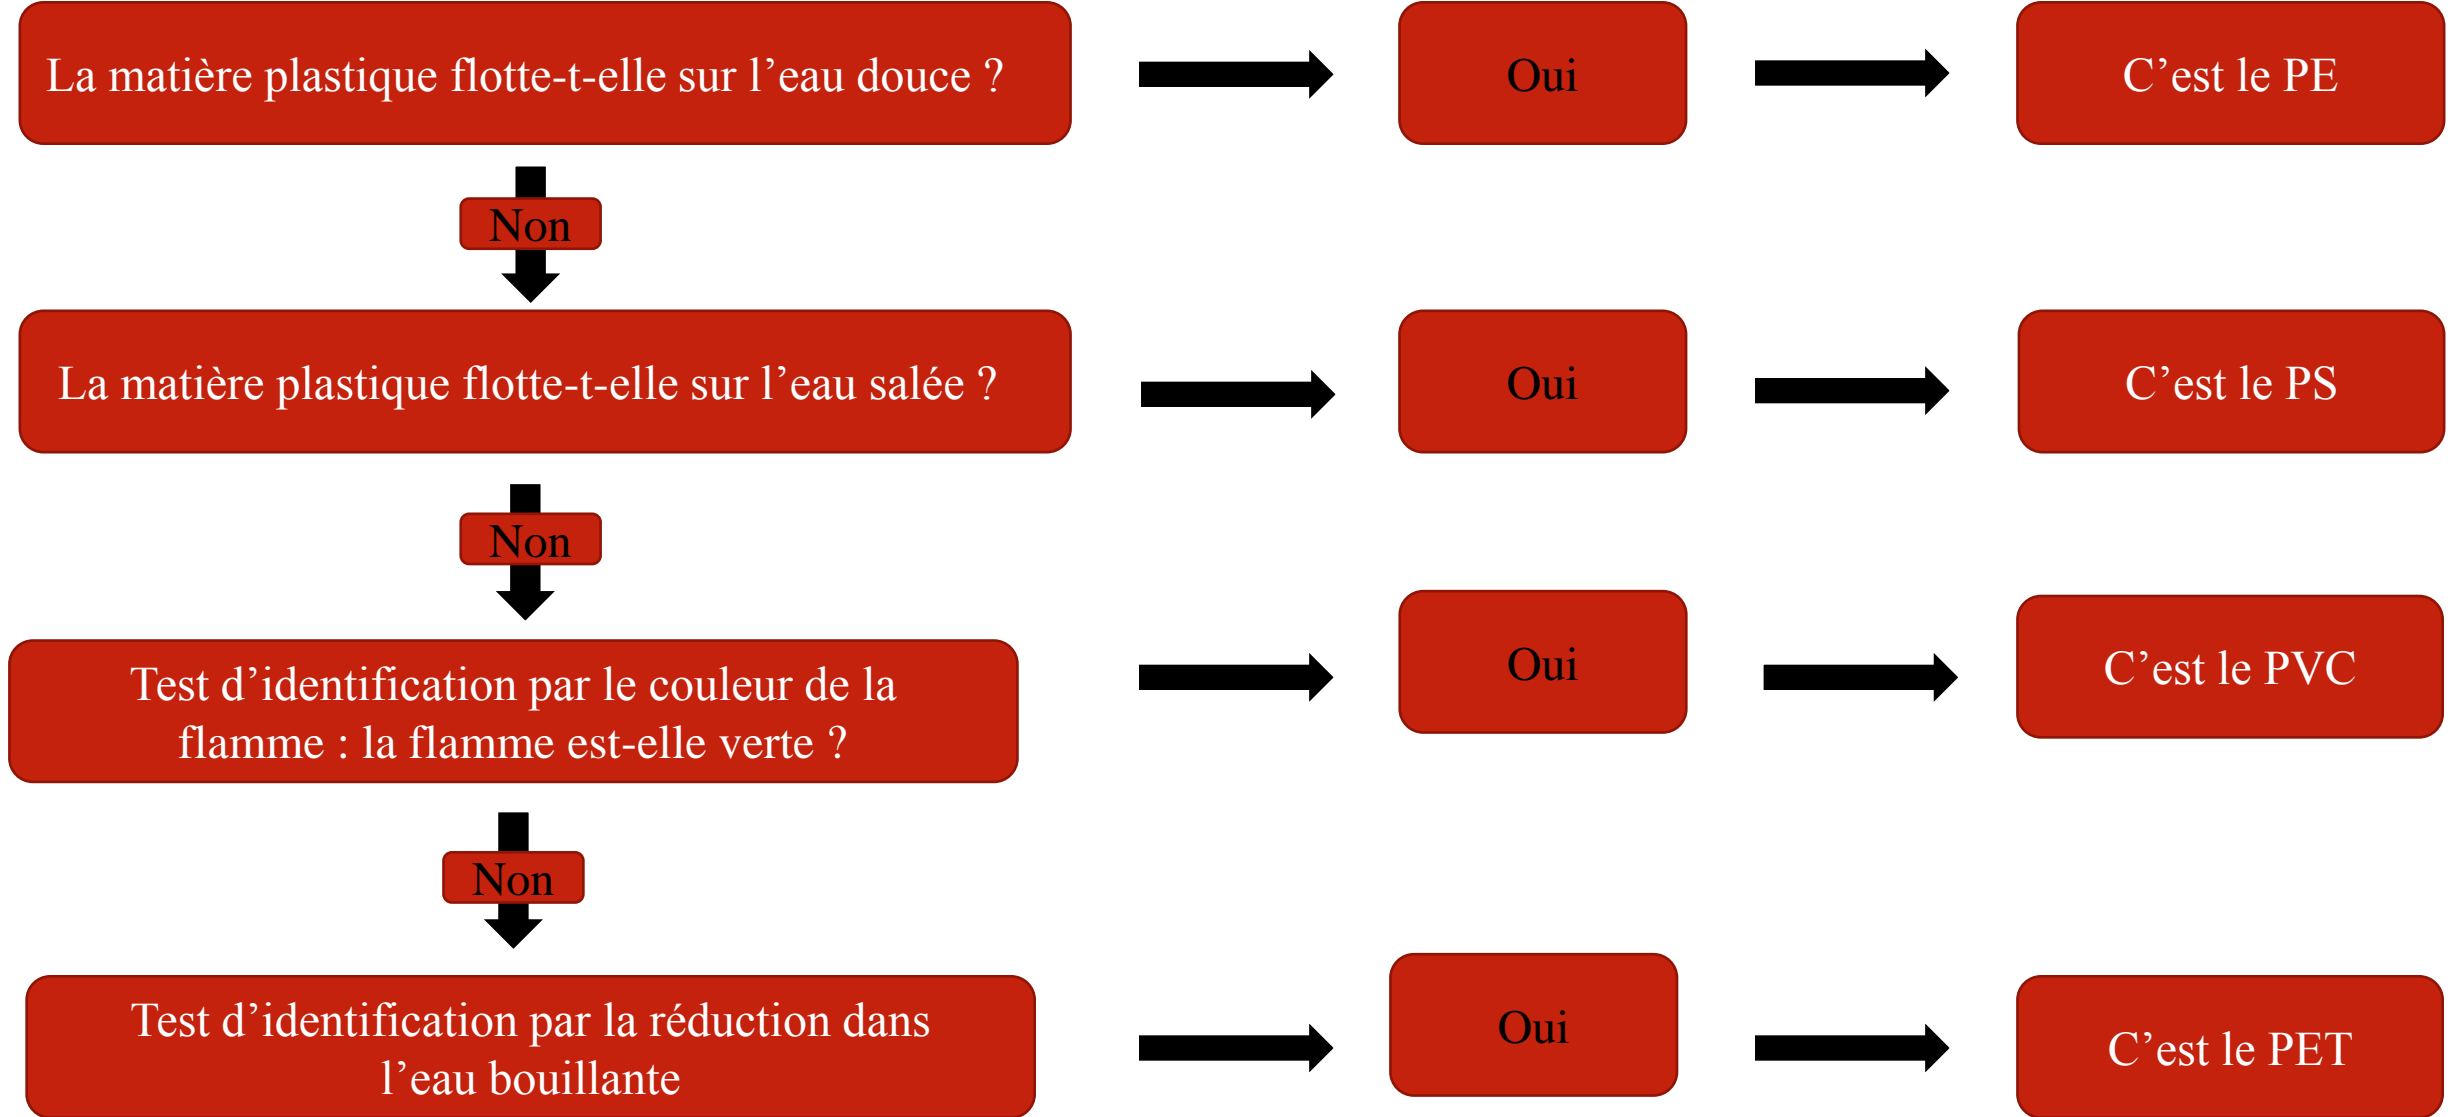 La matière plastique flotte-t-elle sur l’eau douce ?
Oui
C’est le PE
Non
La matière plastique flotte-t-elle sur l’eau salée ?
Oui
C’est le PS
Non
Test d’identification par le couleur de la
flamme : la flamme est-elle verte ?
Oui
C’est le PVC
Non
Test d’identification par la réduction dans
l’eau bouillante
Oui
C’est le PET